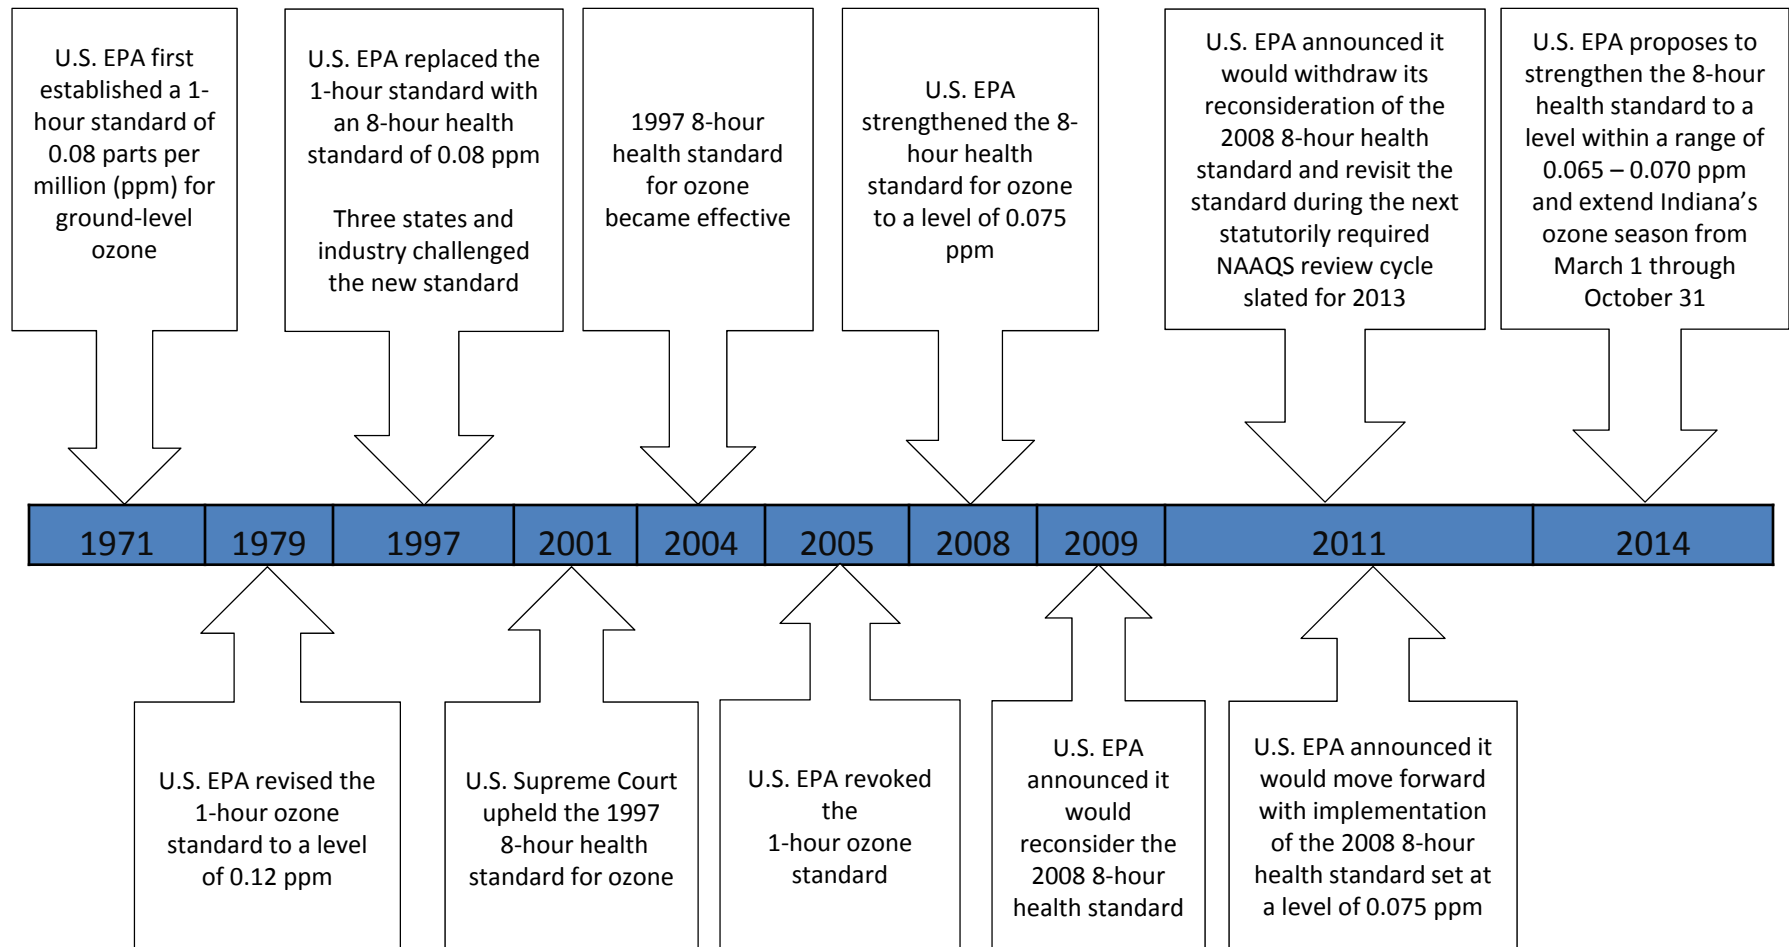 U.S. EPA first
established a 1-
hour standard of
0.08 parts per
million (ppm) for
ground-level
ozone
U.S. EPA replaced the
1-hour standard with
an 8-hour health
standard of 0.08 ppm
Three states and
industry challenged
the new standard
1997 8-hour
health standard
for ozone
became effective
U.S. EPA
strengthened the 8-
hour health
standard for ozone
to a level of 0.075
ppm
U.S. EPA announced it
would withdraw its
reconsideration of the
2008 8-hour health
standard and revisit the
standard during the next
statutorily required
NAAQS review cycle
slated for 2013
U.S. EPA proposes to
strengthen the 8-hour
health standard to a
level within a range of
0.065 – 0.070 ppm
and extend Indiana’s
ozone season from
March 1 through
October 31
1971 1979 1997 2001 2004 2005 2008 2009 2011 2014
U.S. EPA revised the
1-hour ozone
standard to a level
of 0.12 ppm
U.S. Supreme Court
upheld the 1997
8-hour health
standard for ozone
U.S. EPA revoked
the
1-hour ozone
standard
U.S. EPA
announced it
would
reconsider the
2008 8-hour
health standard
U.S. EPA announced it
would move forward
with implementation
of the 2008 8-hour
health standard set at
a level of 0.075 ppm